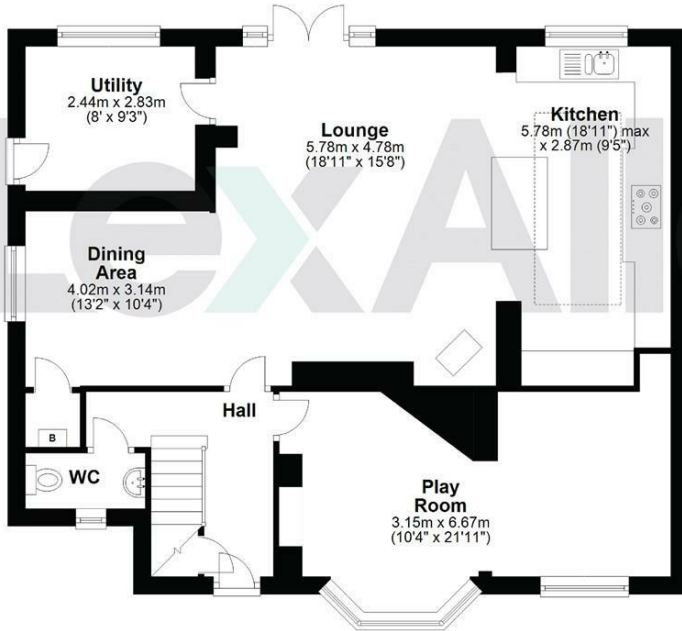 Utility
2.44m x 2.83m
(8' x 9'3")
Lounge
5.78m x 4.78m
(18'11" x 15'8")
Kitchen
5.78m (18'11") max
x 2.87m (9'5")
Dining
Area
4.02m x 3.14m
(13'2" x 10'4")
Hall
B
WC
Play
Room
3.15m x 6.67m
(10'4" x 21'11")
LexAll